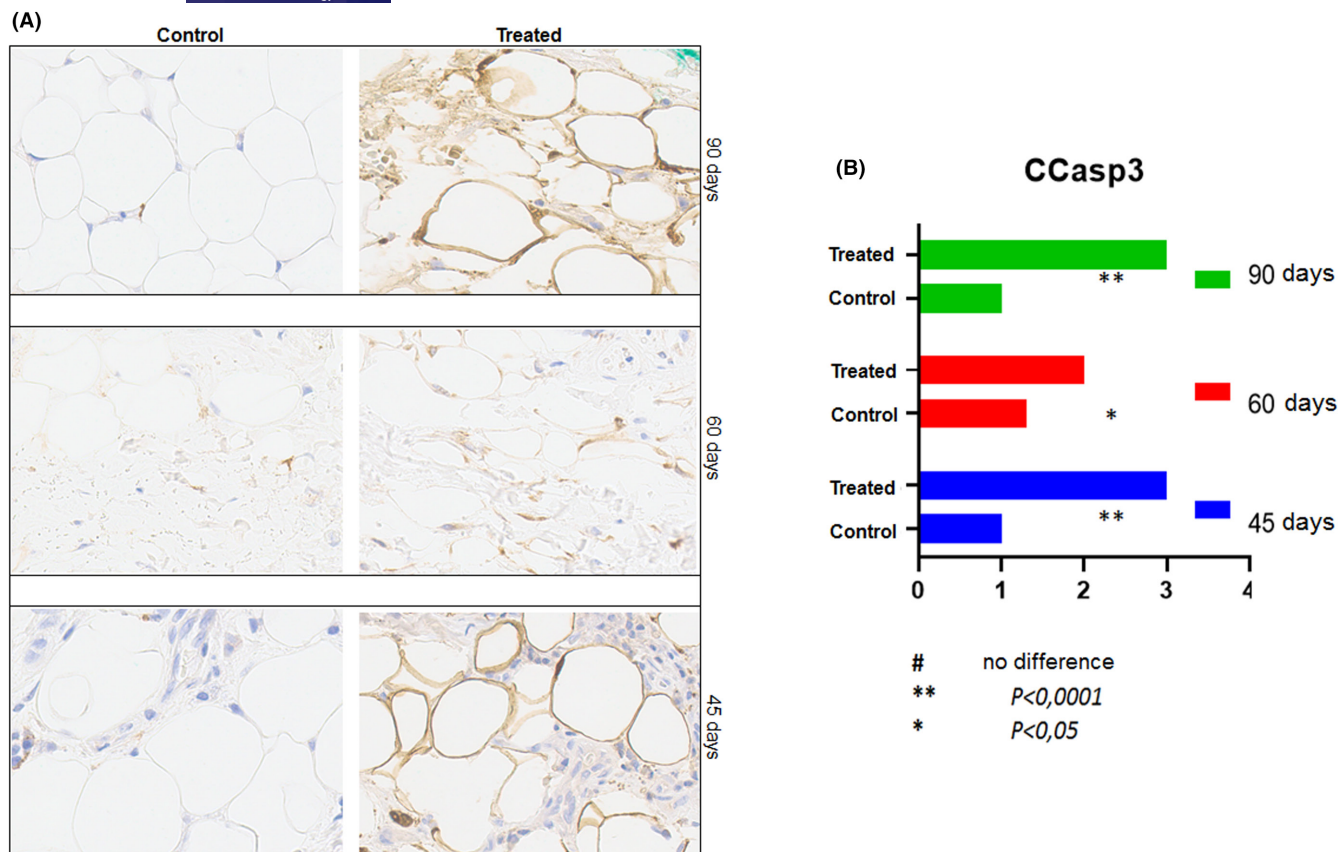 (A)
Control
Treated
90 days
60 days
45 days
(B)
CCasp3
Treated
**
90 days
Control
Treated
60 days
Control
*
Treated
**
45 days
Control
0 1 2 3 4
# no difference
** P<0,0001
* P<0,05